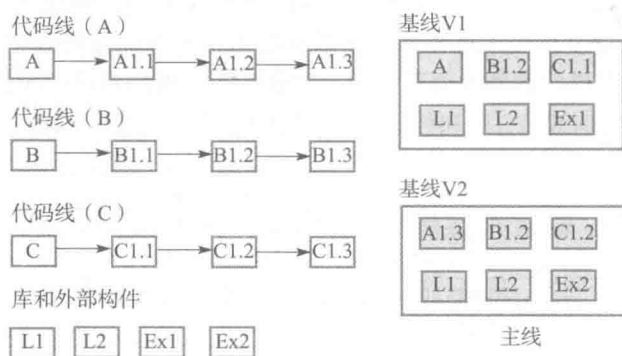 代码线（A）
A A1.1 A1.2 A1.3
代码线（B）
B B1.1 B1.2 B1.3
代码线（C）
C C1.1 C1.2 C1.3
库和外部构件
L1 L2 Ex1 Ex2
基线V1
A B1.2 C1.1
L1 L2 Ex1
基线V2
A1.3 B1.2 C1.2
L1 L2 Ex2
主线